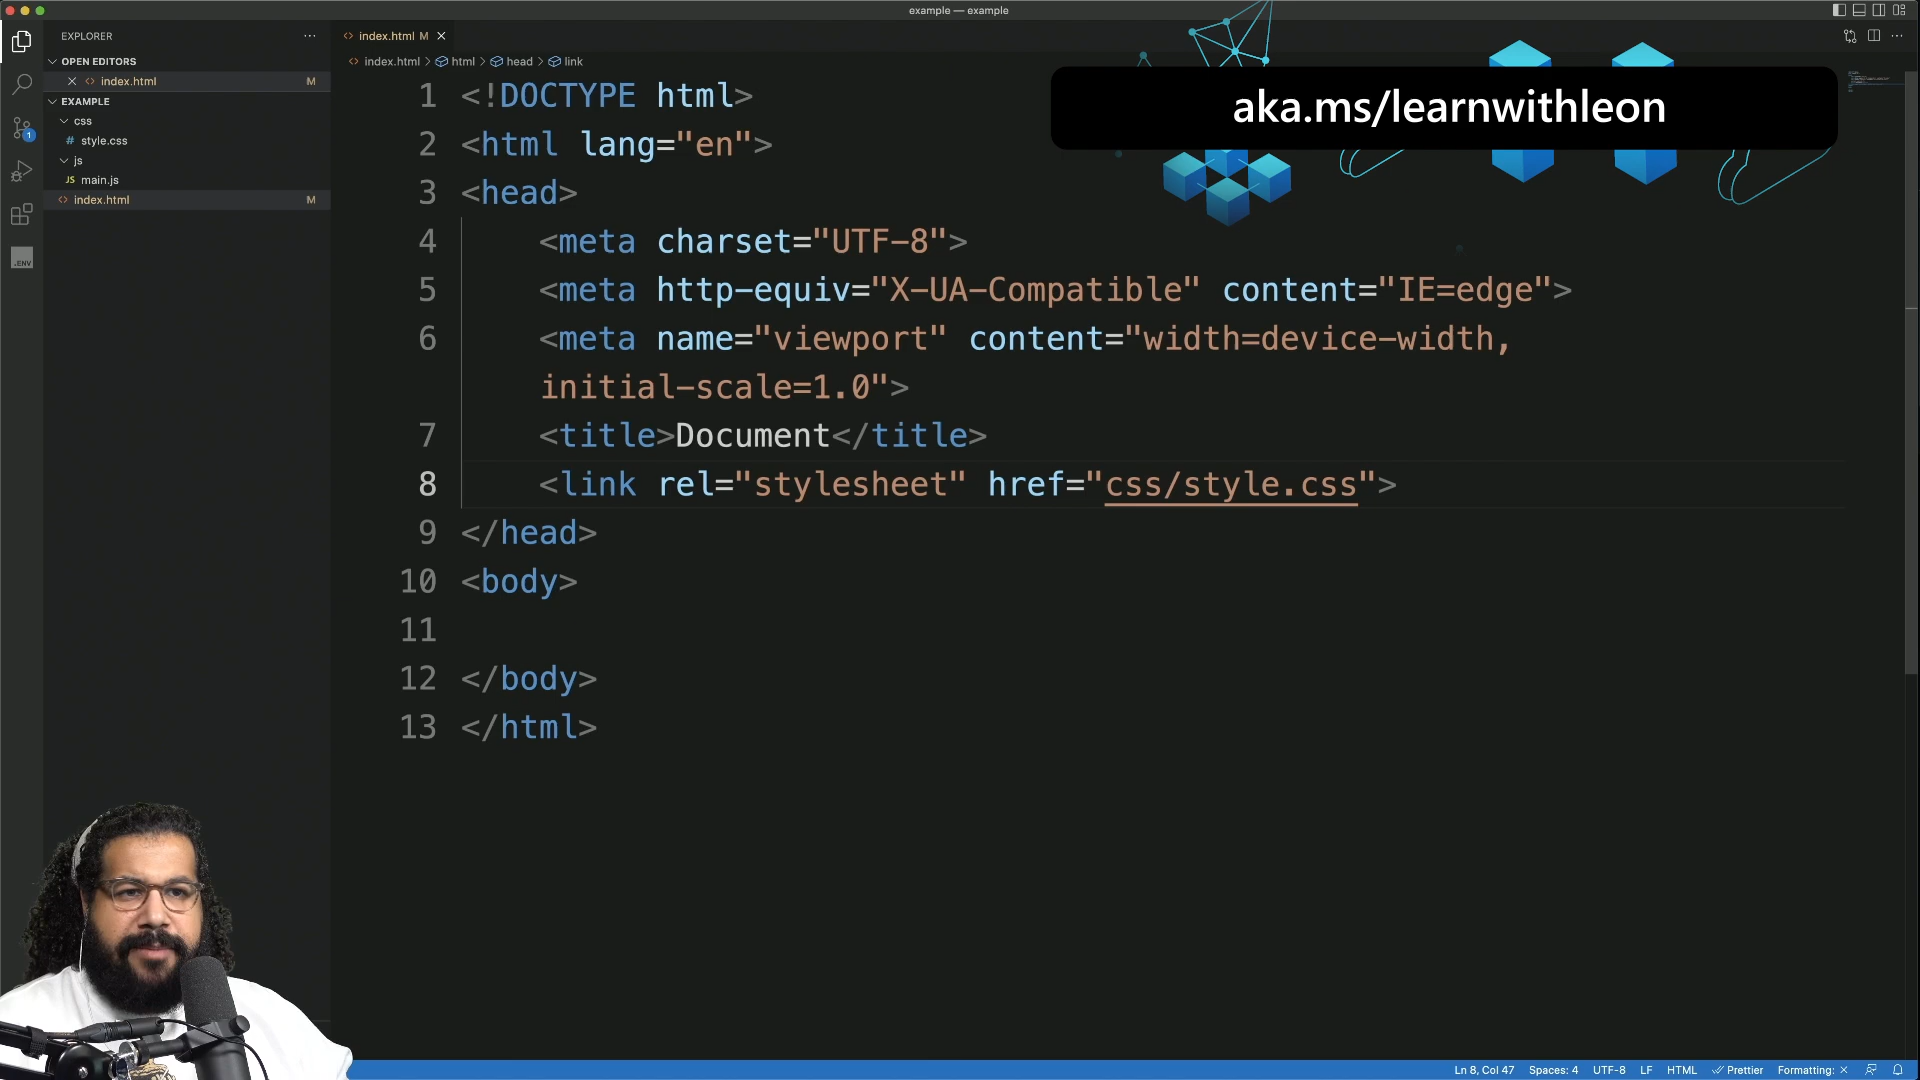 example — example
EXPLORER
index.html M
OPEN EDITORS
index.html M
EXAMPLE
css
# style.css
js
JS main.js
index.html M
1
.ENV
index.html > html > head > link
aka.ms/learnwithleon
1 <!DOCTYPE html>
2 <html lang="en">
3 <head>
4 <meta charset="UTF-8">
5 <meta http-equiv="X-UA-Compatible" content="IE=edge">
6 <meta name="viewport" content="width=device-width,
initial-scale=1.0">
7 <title>Document</title>
8 <link rel="stylesheet" href="css/style.css">
9 </head>
10 <body>
11
12 </body>
13 </html>
Ln 8, Col 47 Spaces: 4 UTF-8 LF HTML Prettier Formatting: